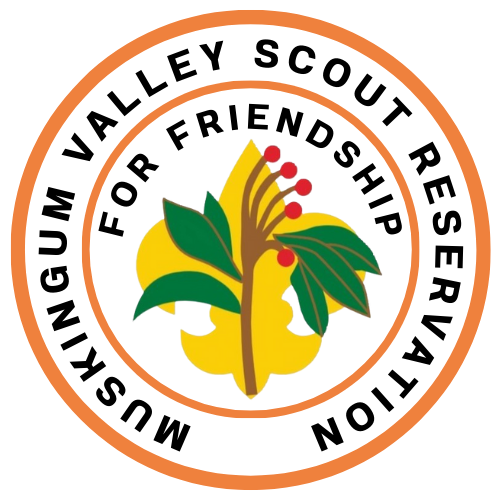 MUSKINGUM VALLEY SCOUT RESERVATION
FOR FRIENDSHIP